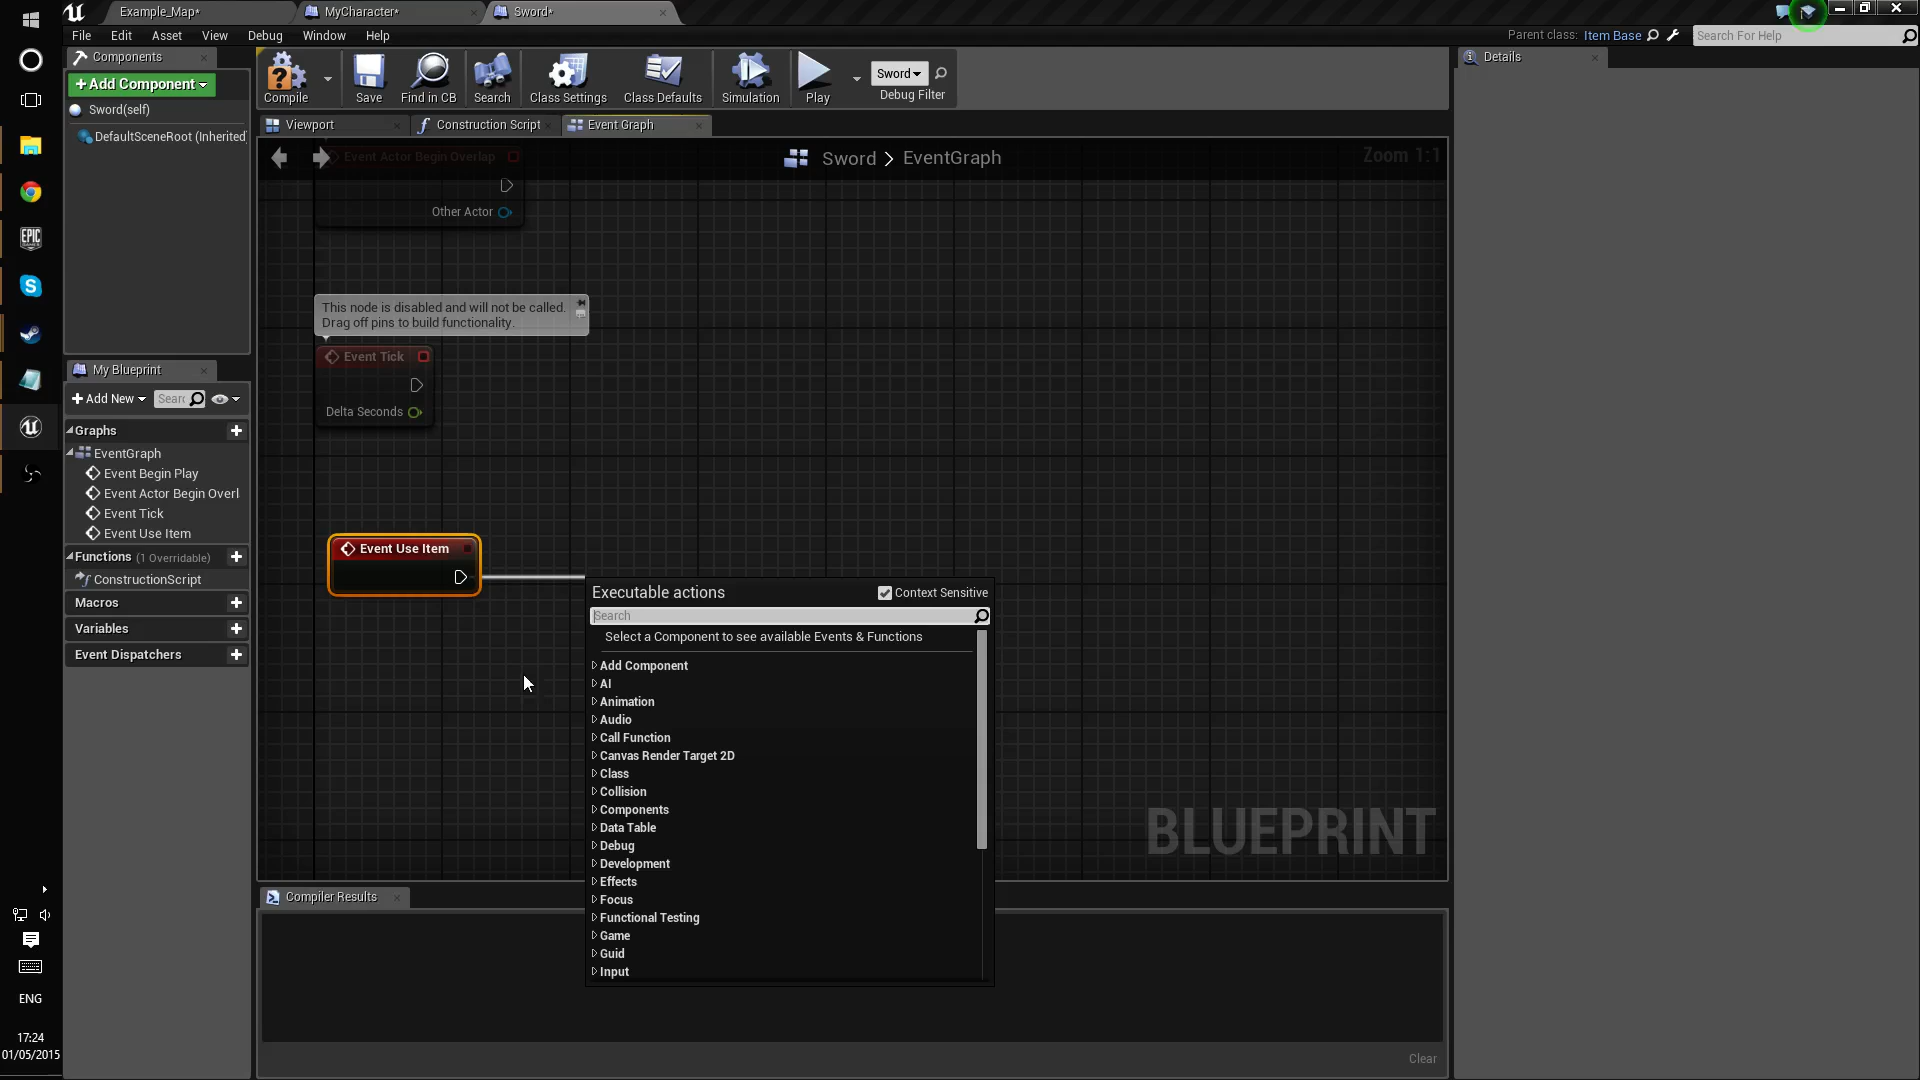 Example_Map*
MyCharacter*
Sword*
File
Edit
Asset
View
Debug
Window
Help
Parent class: Item Base
Search For Help
Components
+Add Component
Sword(self)
DefaultSceneRoot (Inherited)
Compile
Save
Find in CB
Search
Class Settings
Class Defaults
Simulation
Play
Sword
Debug Filter
Details
Viewport
Construction Script
Event Graph
Sword > EventGraph
Zoom 1:1
Event Actor Begin Overlap
Other Actor
This node is disabled and will not be called.
Drag off pins to build functionality.
Event Tick
Delta Seconds
My Blueprint
+Add New
Searc
Graphs
EventGraph
Event Begin Play
Event Actor Begin Overl
Event Tick
Event Use Item
Functions (1 Overridable)
ConstructionScript
Macros
Variables
Event Dispatchers
Event Use Item
Executable actions
Context Sensitive
Search
Select a Component to see available Events & Functions
Add Component
AI
Animation
Audio
Call Function
Canvas Render Target 2D
Class
Collision
Components
Data Table
Debug
Development
Effects
Focus
Functional Testing
Game
Guid
Input
BLUEPRINT
Compiler Results
Clear
EPIC
GAMES
ENG
17:24
01/05/2015